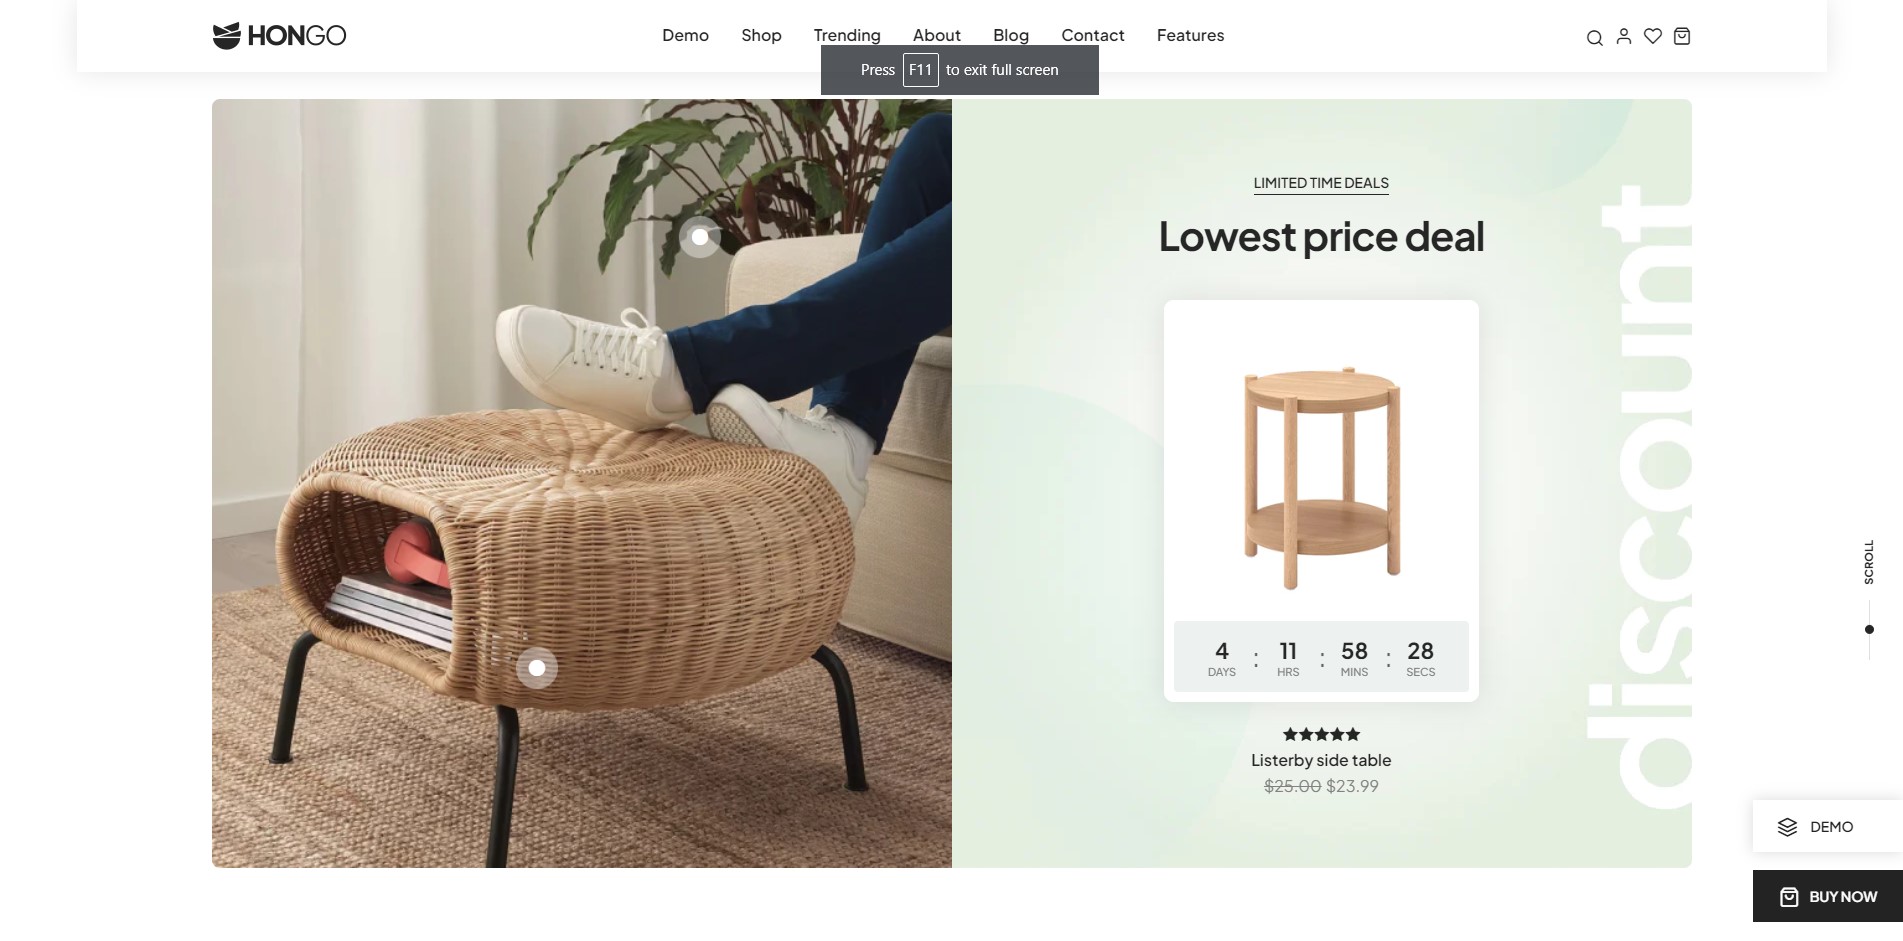 HONGO
Demo Shop Trending About Blog Contact Features
Press F11 to exit full screen
LIMITED TIME DEALS
Lowest price deal
discount
4 : 11 : 58 : 28
DAYS HRS MINS SECS
Listerby side table
$25.00 $23.99
SCROLL
DEMO
BUY NOW